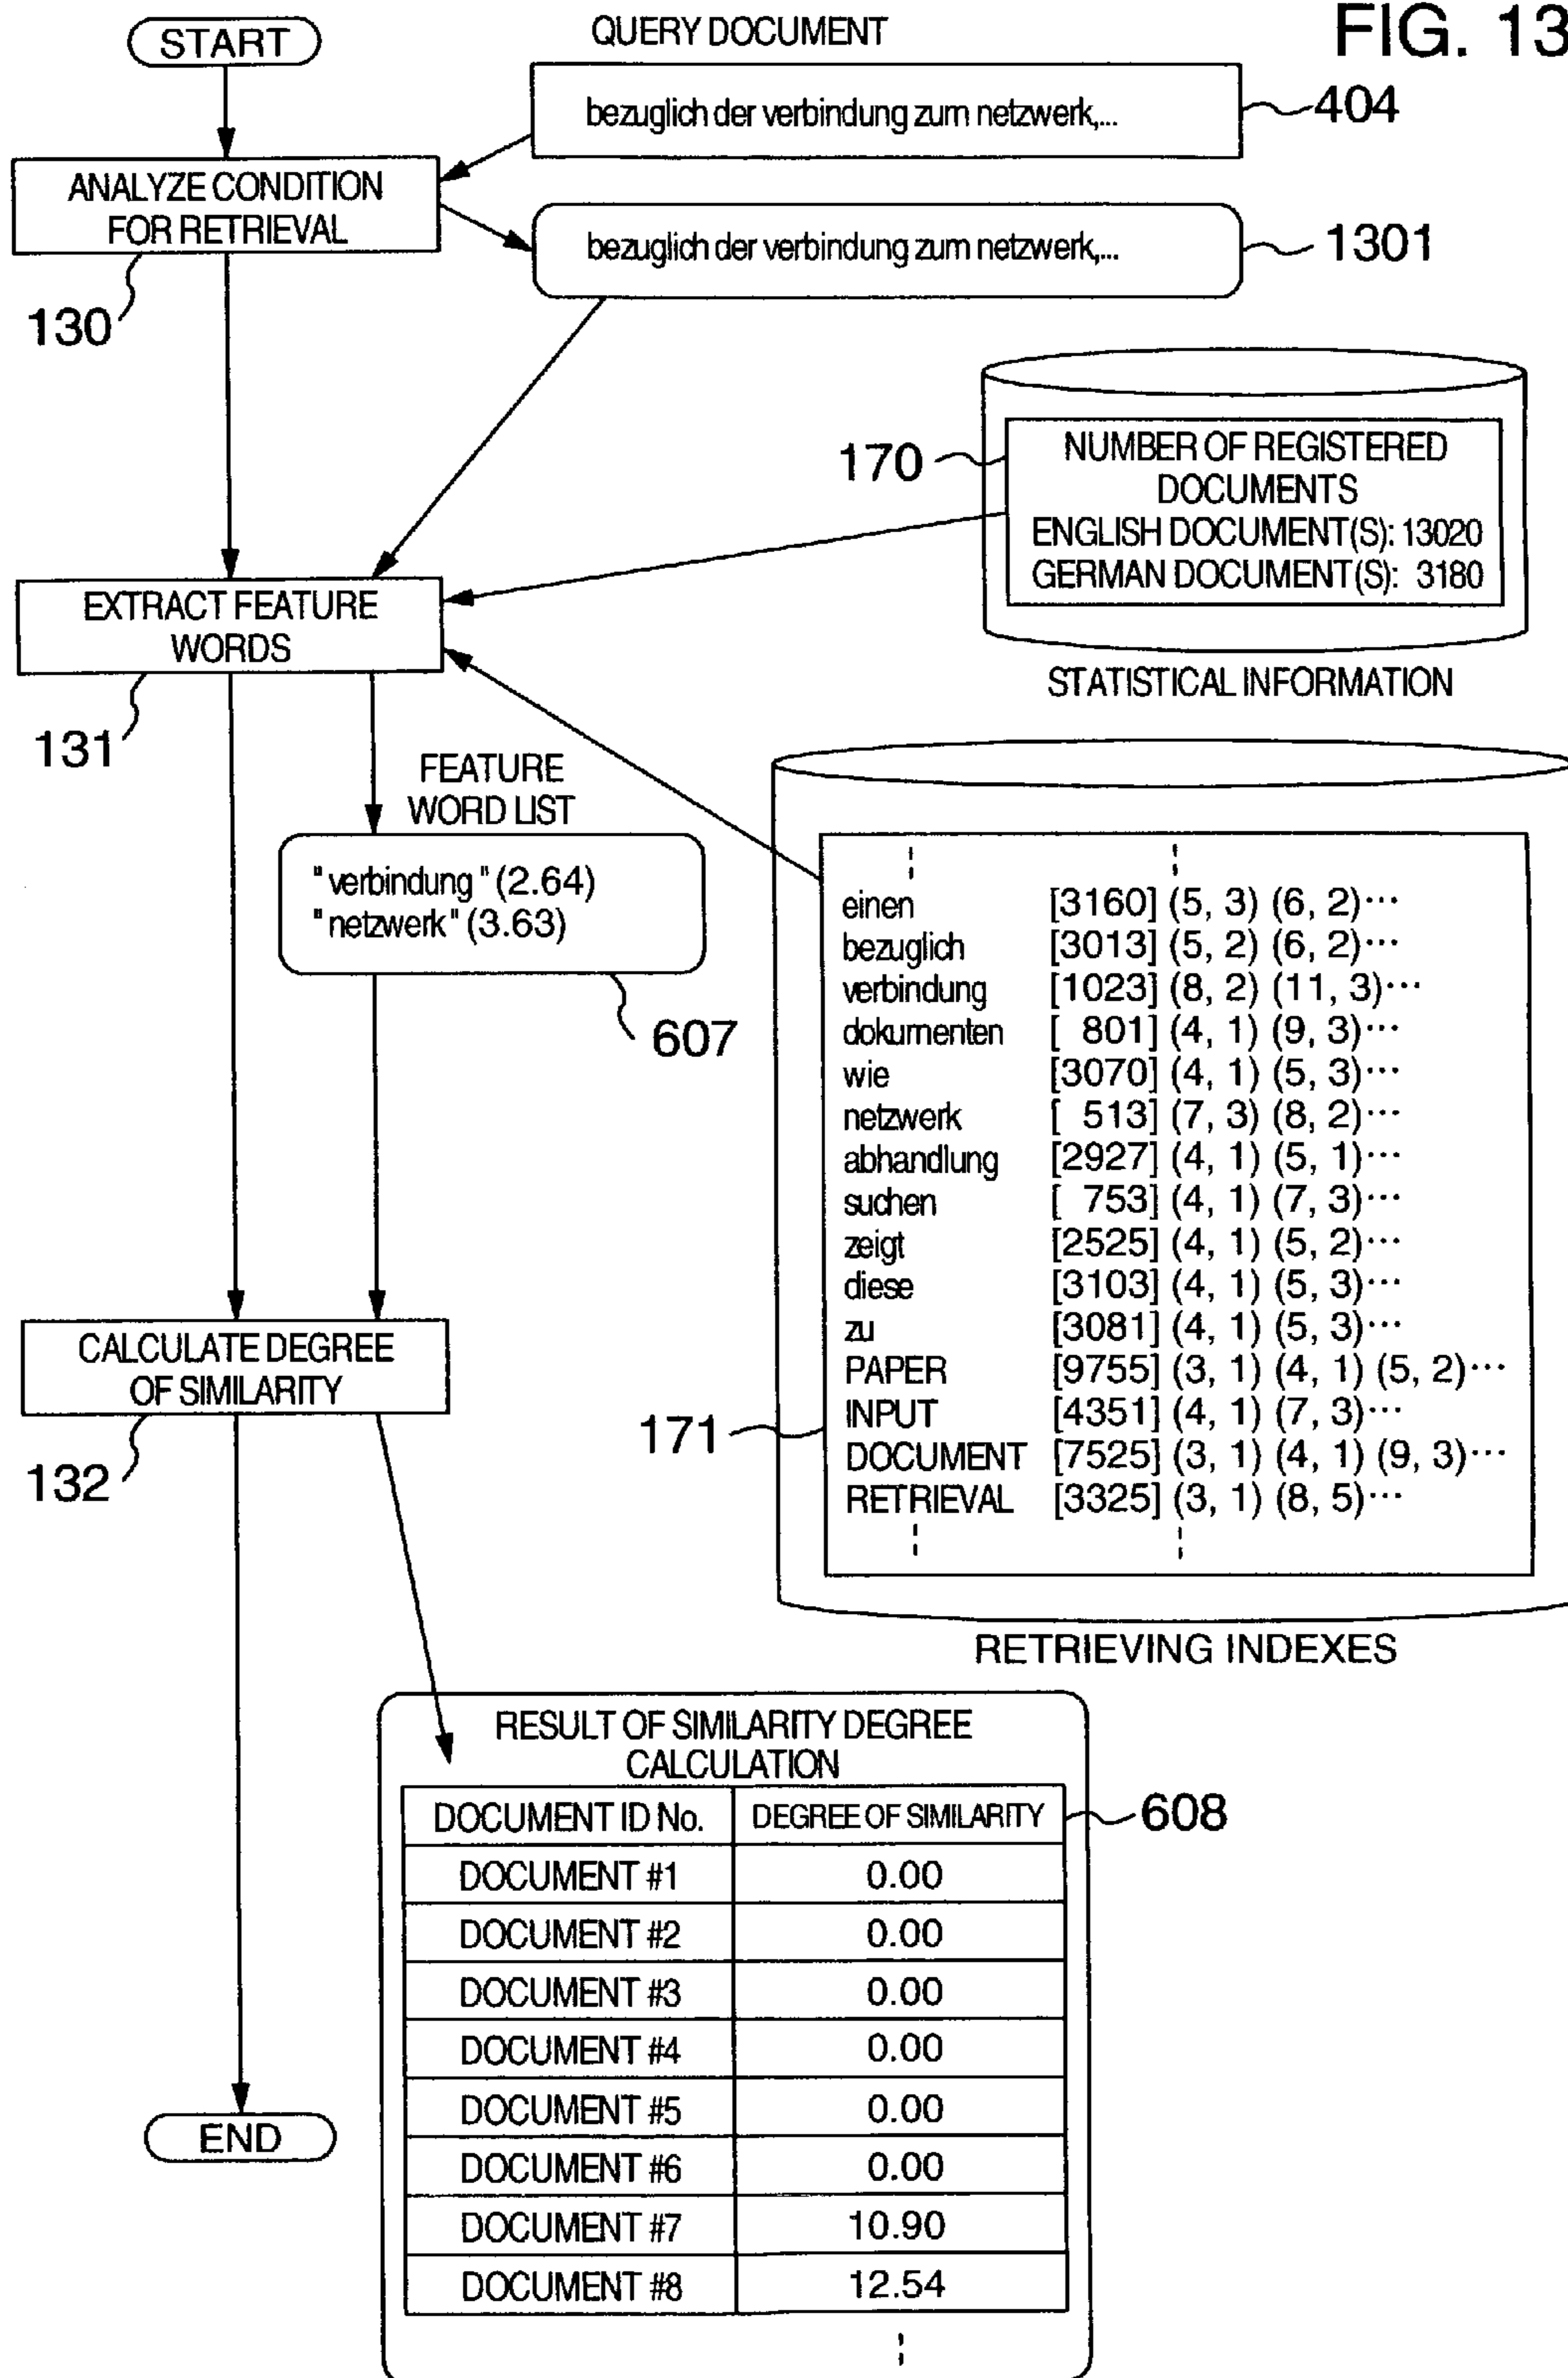 FIG. 13
START
QUERY DOCUMENT
bezuglich der verbindung zum netzwerk,...
404
ANALYZE CONDITION
FOR RETRIEVAL
130
bezuglich der verbindung zum netzwerk,...
1301
170
NUMBER OF REGISTERED
DOCUMENTS
ENGLISH DOCUMENT(S): 13020
GERMAN DOCUMENT(S): 3180
STATISTICAL INFORMATION
EXTRACT FEATURE
WORDS
131
FEATURE
WORD LIST
"verbindung" (2.64)
"netzwerk" (3.63)
607
einen [3160] (5, 3) (6, 2)...
bezuglich [3013] (5, 2) (6, 2)...
verbindung [1023] (8, 2) (11, 3)...
dokumenten [ 801] (4, 1) (9, 3)...
wie [3070] (4, 1) (5, 3)...
netzwerk [ 513] (7, 3) (8, 2)...
abhandlung [2927] (4, 1) (5, 1)...
suchen [ 753] (4, 1) (7, 3)...
zeigt [2525] (4, 1) (5, 2)...
diese [3103] (4, 1) (5, 3)...
zu [3081] (4, 1) (5, 3)...
PAPER [9755] (3, 1) (4, 1) (5, 2)...
INPUT [4351] (4, 1) (7, 3)...
DOCUMENT [7525] (3, 1) (4, 1) (9, 3)...
RETRIEVAL [3325] (3, 1) (8, 5)...
171
RETRIEVING INDEXES
CALCULATE DEGREE
OF SIMILARITY
132
RESULT OF SIMILARITY DEGREE
CALCULATION
DOCUMENT ID No. DEGREE OF SIMILARITY
608
DOCUMENT #1 0.00
DOCUMENT #2 0.00
DOCUMENT #3 0.00
DOCUMENT #4 0.00
DOCUMENT #5 0.00
DOCUMENT #6 0.00
DOCUMENT #7 10.90
DOCUMENT #8 12.54
END